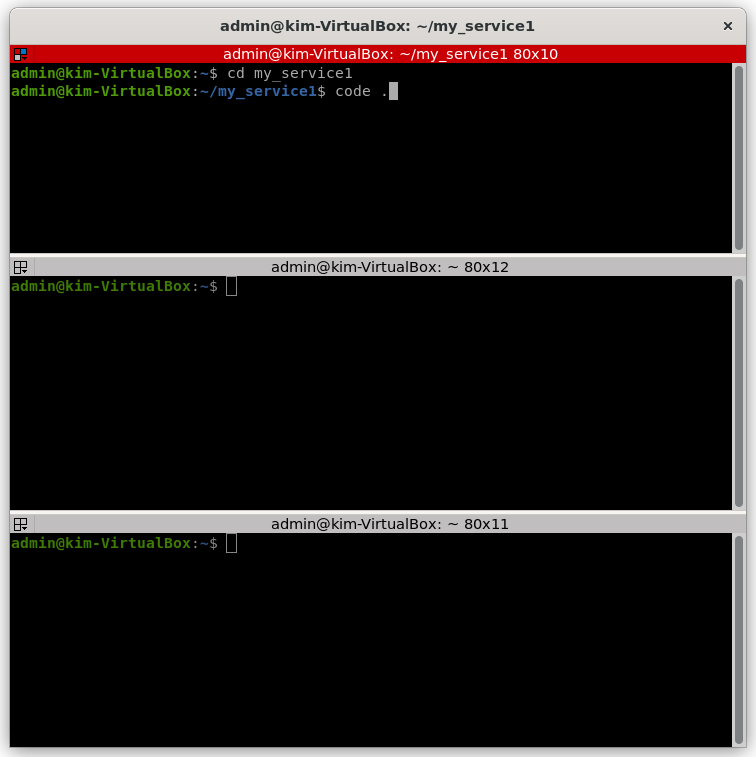 admin@kim-VirtualBox: ~/my_service1
admin@kim-VirtualBox: ~/my_service1 80x10
admin@kim-VirtualBox:~$ cd my_service1
admin@kim-VirtualBox:~/my_service1$ code .
admin@kim-VirtualBox: ~ 80x12
admin@kim-VirtualBox:~$
admin@kim-VirtualBox: ~ 80x11
admin@kim-VirtualBox:~$